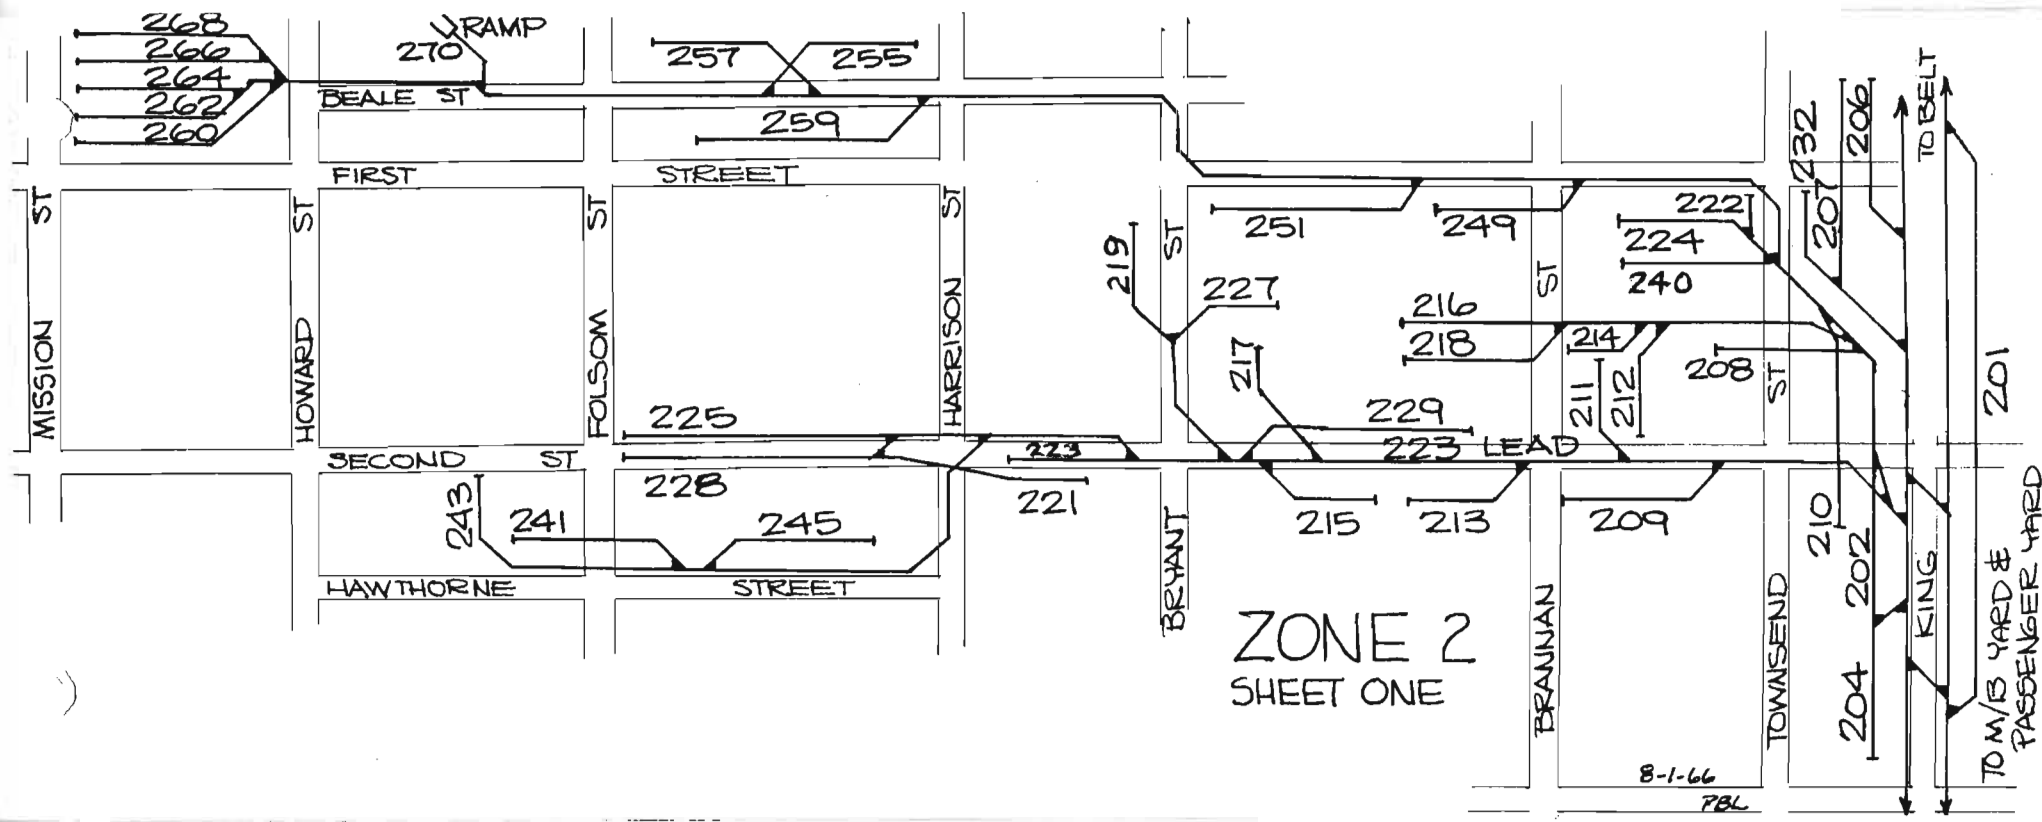 268
266
264
262
260
RAMP
270
BEALE ST
257
255
259
FIRST STREET
MISSION ST
HOWARD ST
FOLSOM ST
HARRISON ST
BRYANT ST
BRANNAN ST
TOWNSEND ST
KING
251
249
222
224
240
232
207
206
TO BELT
201
219
227
217
216
218
214
211
212
208
225
223
229
223 LEAD
SECOND ST
228
221
243
241
245
215
213
209
210
202
204
HAWTHORNE STREET
ZONE 2
SHEET ONE
8-1-66
PBL
TO M/B YARD &
PASSENGER YARD